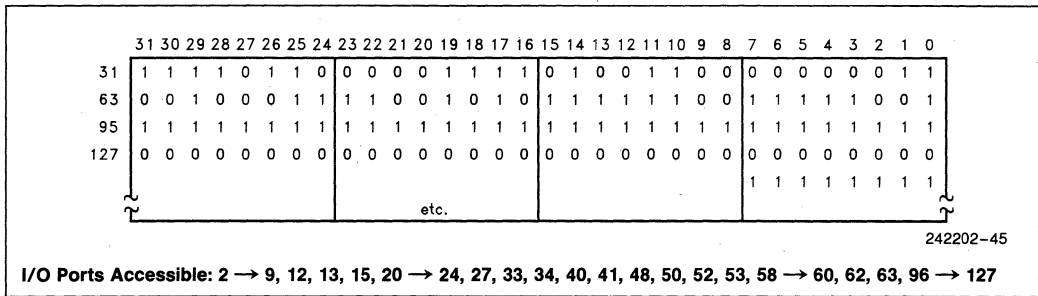 31 30 29 28 27 26 25 24 23 22 21 20 19 18 17 16 15 14 13 12 11 10 9 8 7 6 5 4 3 2 1 0
31 1 1 1 1 0 1 1 0 0 0 0 0 1 1 1 1 0 1 0 0 1 1 0 0 0 0 0 0 0 0 1 1
63 0 0 1 0 0 0 1 1 1 1 0 0 1 0 1 0 1 1 1 1 1 1 0 0 1 1 1 1 1 0 0 1
95 1 1 1 1 1 1 1 1 1 1 1 1 1 1 1 1 1 1 1 1 1 1 1 1 1 1 1 1 1 1 1 1
127 0 0 0 0 0 0 0 0 0 0 0 0 0 0 0 0 0 0 0 0 0 0 0 0 0 0 0 0 0 0 0 0
1 1 1 1 1 1 1 1
etc.
242202-45
I/O Ports Accessible: 2 → 9, 12, 13, 15, 20 → 24, 27, 33, 34, 40, 41, 48, 50, 52, 53, 58 → 60, 62, 63, 96 → 127